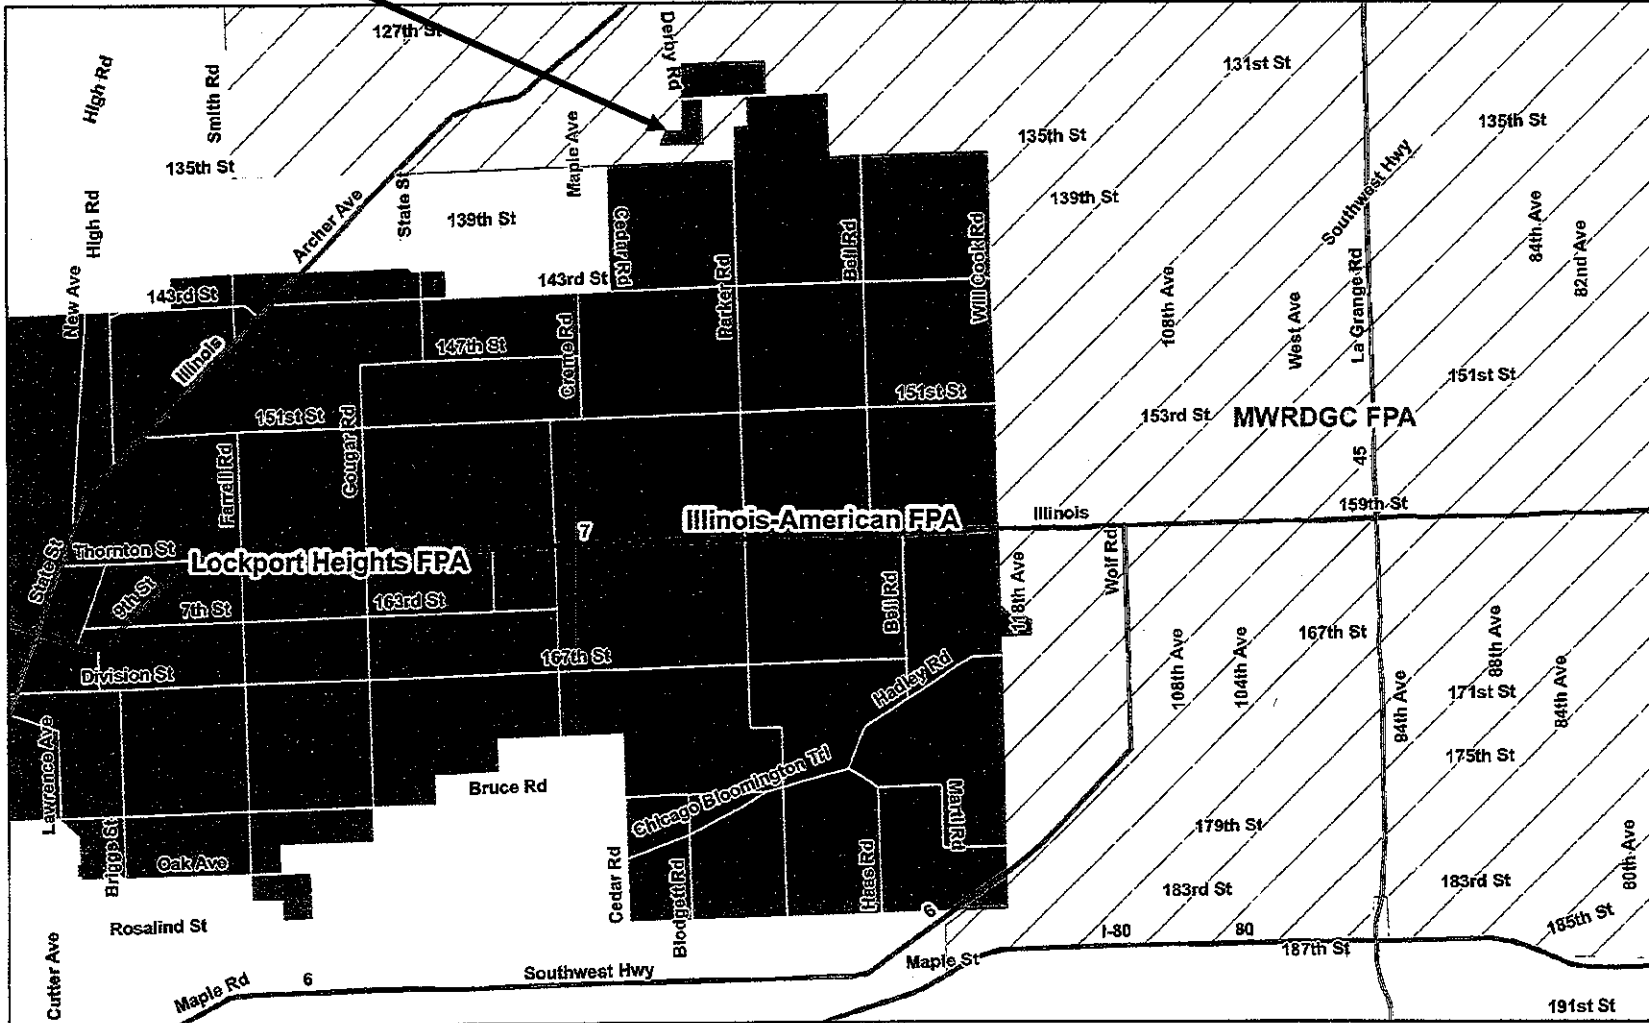 127th St
Derby Rd
131st St
High Rd
Smith Rd
135th St
Maple Ave
135th St
135th St
Southwest Hwy
High Rd
Archer Ave
State St
139th St
Cedar Rd
Bell Rd
Will Cook Rd
139th St
84th Ave
82nd Ave
New Ave
143rd St
143rd St
Parker Rd
108th Ave
West Ave
La Grange Rd
Illinois
147th St
Creme Rd
151st St
151st St
151st St
153rd St
MWRDGC FPA
45
Farrell Rd
Gougar Rd
7
Illinois-American FPA
Illinois
159th St
State St
Thornton St
Lockport Heights FPA
9th St
7th St
163rd St
Bell Rd
118th Ave
Wolf Rd
167th St
88th Ave
Division St
167th St
Hadley Rd
108th Ave
104th Ave
84th Ave
171st St
84th Ave
175th St
Lawrence Ave
Bruce Rd
Chicago Bloomington Trl
Marti Rd
179th St
Briggs St
Oak Ave
Cedar Rd
Blodgett Rd
Haas Rd
183rd St
183rd St
80th Ave
Rosalind St
6
I-80
80
185th St
187th St
Cutter Ave
Maple Rd
6
Southwest Hwy
Maple St
191st St